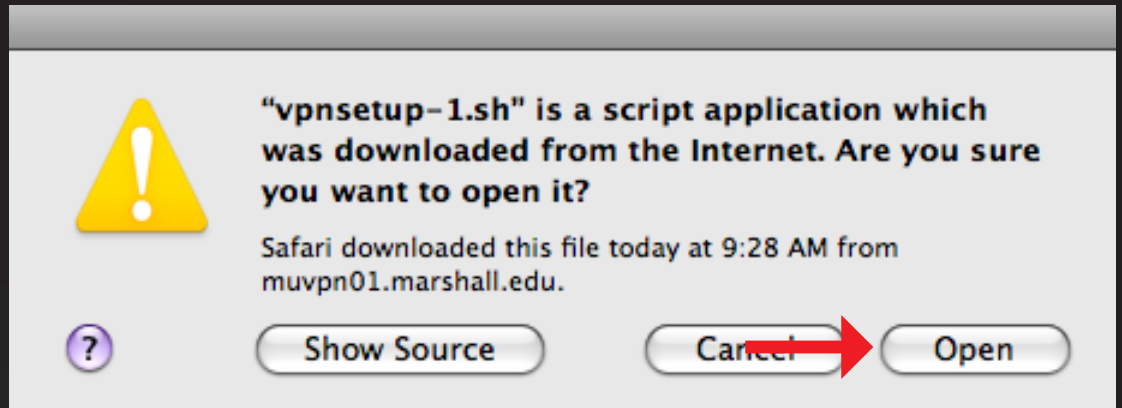 “vpnsetup-1.sh” is a script application which
was downloaded from the Internet. Are you sure
you want to open it?
Safari downloaded this file today at 9:28 AM from
muvpn01.marshall.edu.
?
Show Source
Cancel
Open